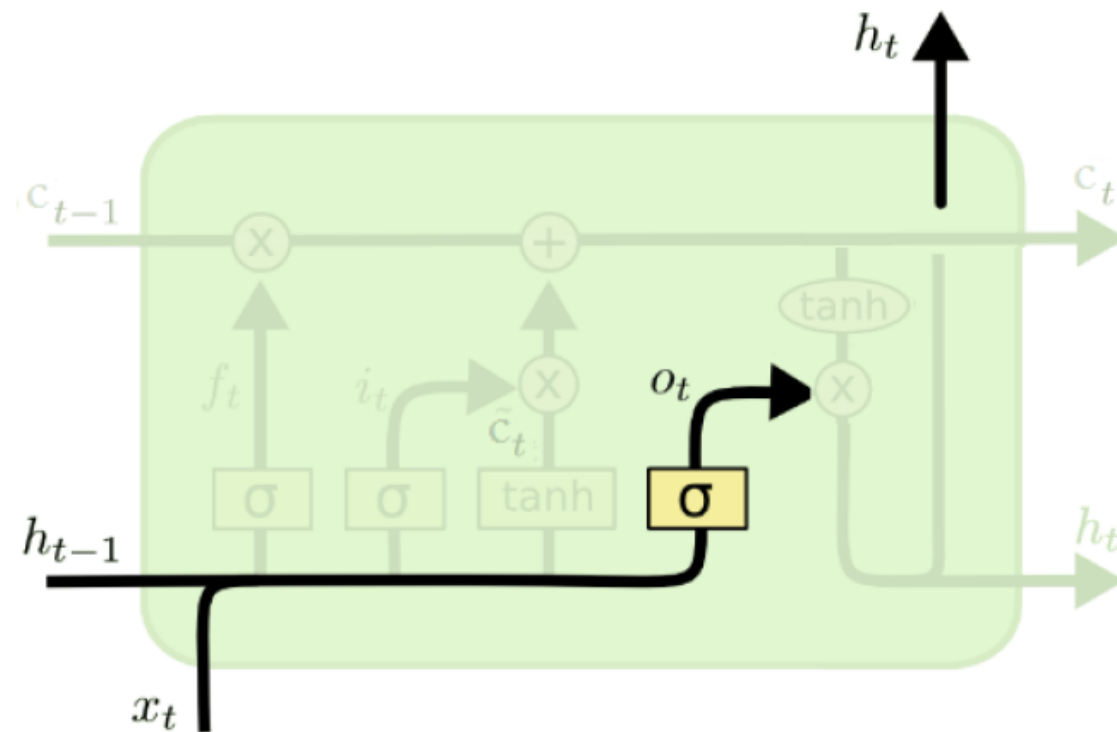 h_t
c_{t-1}
c_t
x
+
tanh
f_t
i_t
x
o_t
x
c̃_t
σ
σ
tanh
σ
h_{t-1}
h_t
x_t